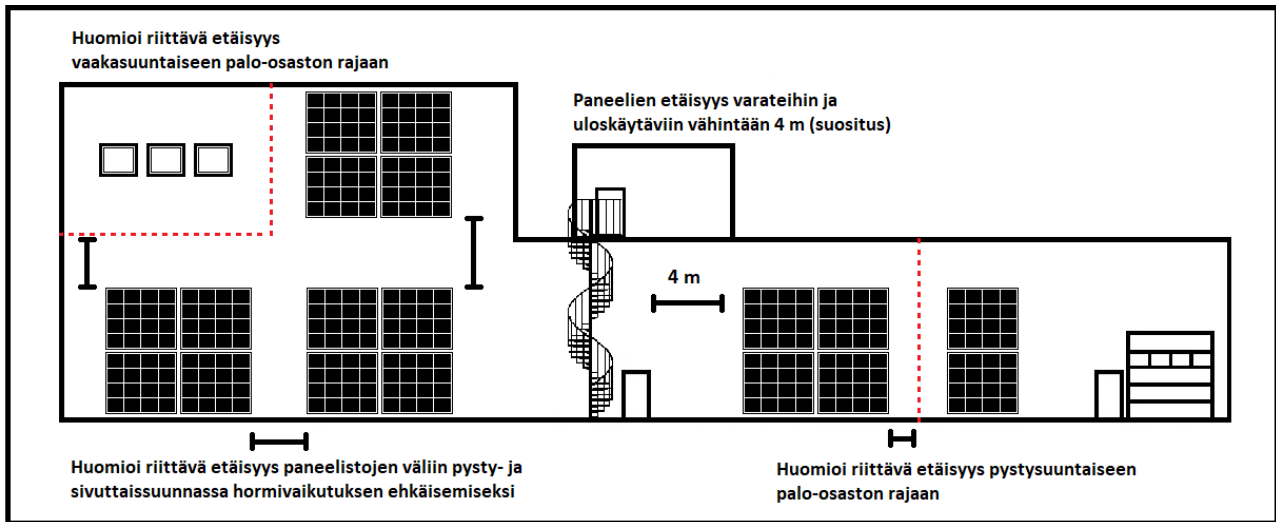 Huomioi riittävä etäisyys
vaakasuuntaiseen palo-osaston rajaan
Paneelien etäisyys varateihin ja
uloskäytäviin vähintään 4 m (suositus)
4 m
Huomioi riittävä etäisyys paneelistojen väliin pysty- ja
sivuttaissuunnassa hormivaikutuksen ehkäisemiseksi
Huomioi riittävä etäisyys pystysuuntaiseen
palo-osaston rajaan